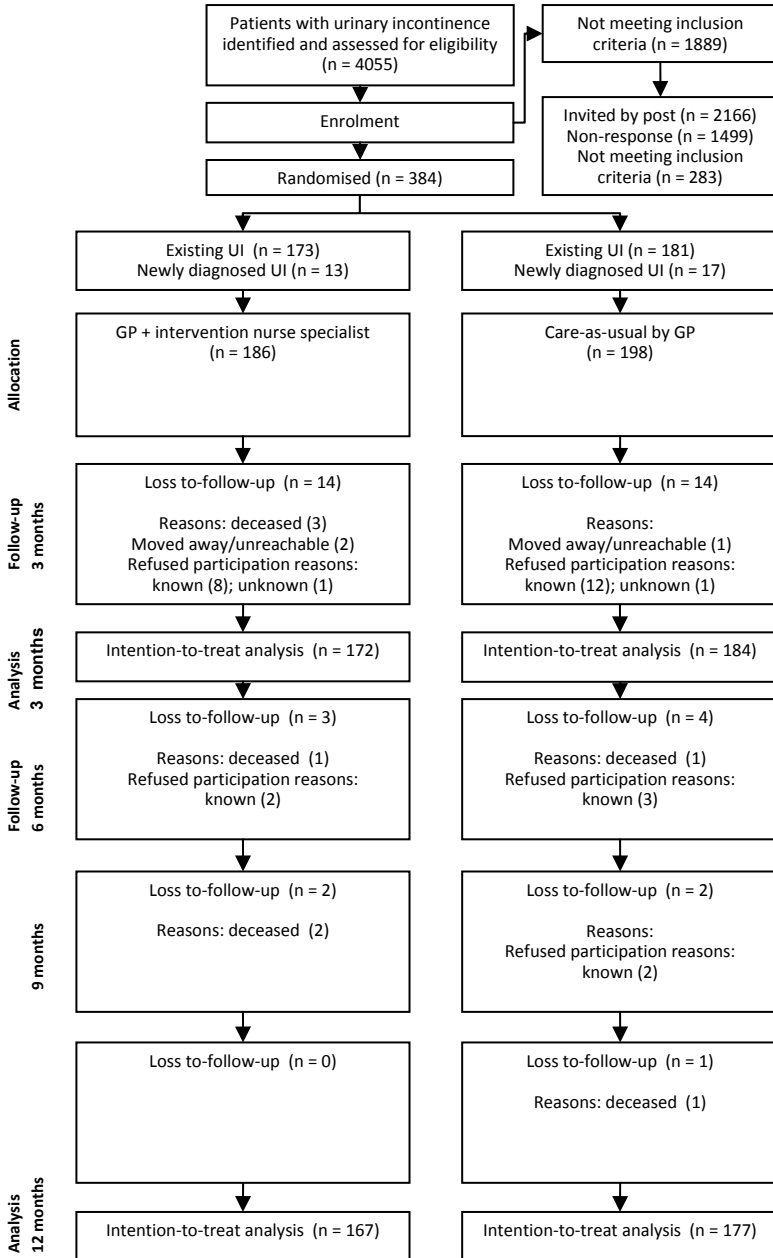 Patients with urinary incontinence
identified and assessed for eligibility
(n = 4055)
Not meeting inclusion
criteria (n = 1889)
Enrolment
Invited by post (n = 2166)
Non-response (n = 1499)
Not meeting inclusion
criteria (n = 283)
Randomised (n = 384)
Existing UI (n = 173)
Newly diagnosed UI (n = 13)
Existing UI (n = 181)
Newly diagnosed UI (n = 17)
Allocation
GP + intervention nurse specialist
(n = 186)
Care-as-usual by GP
(n = 198)
Follow-up
3 months
Loss to-follow-up (n = 14)
Reasons: deceased (3)
Moved away/unreachable (2)
Refused participation reasons:
known (8); unknown (1)
Loss to-follow-up (n = 14)
Reasons:
Moved away/unreachable (1)
Refused participation reasons:
known (12); unknown (1)
Analysis
3 months
Intention-to-treat analysis (n = 172)
Intention-to-treat analysis (n = 184)
Follow-up
6 months
Loss to-follow-up (n = 3)
Reasons: deceased (1)
Refused participation reasons:
known (2)
Loss to-follow-up (n = 4)
Reasons: deceased (1)
Refused participation reasons:
known (3)
9 months
Loss to-follow-up (n = 2)
Reasons: deceased (2)
Loss to-follow-up (n = 2)
Reasons:
Refused participation reasons:
known (2)
Loss to-follow-up (n = 0)
Loss to-follow-up (n = 1)
Reasons: deceased (1)
Analysis
12 months
Intention-to-treat analysis (n = 167)
Intention-to-treat analysis (n = 177)